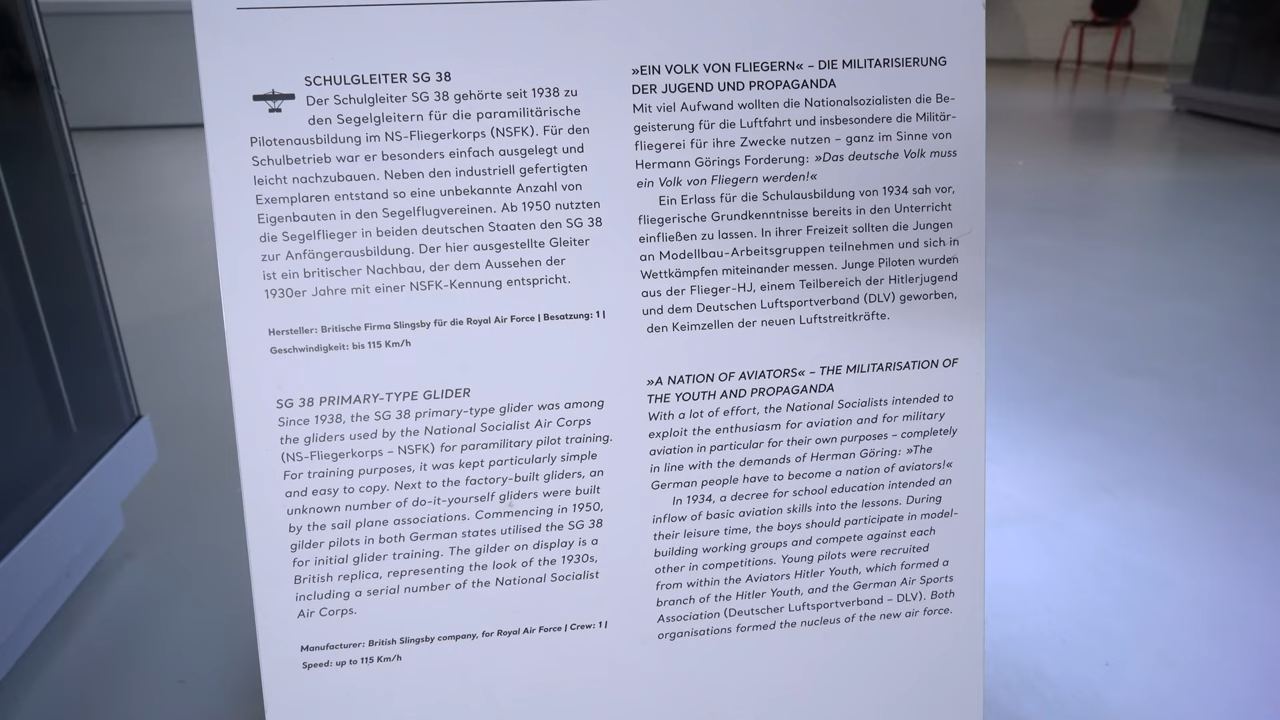 SCHULGLEITER SG 38
Der Schulgleiter SG 38 gehörte seit 1938 zu
den Segelgleitern für die paramilitärische
Pilotenausbildung im NS-Fliegerkorps (NSFK). Für den
Schulbetrieb war er besonders einfach ausgelegt und
leicht nachzubauen. Neben den industriell gefertigten
Exemplaren entstand so eine unbekannte Anzahl von
Eigenbauten in den Segelflugvereinen. Ab 1950 nutzten
die Segelflieger in beiden deutschen Staaten den SG 38
zur Anfängerausbildung. Der hier ausgestellte Gleiter
ist ein britischer Nachbau, der dem Aussehen der
1930er Jahre mit einer NSFK-Kennung entspricht.
Hersteller: Britische Firma Slingsby für die Royal Air Force | Besatzung: 1 |
Geschwindigkeit: bis 115 Km/h
SG 38 PRIMARY-TYPE GLIDER
Since 1938, the SG 38 primary-type glider was among
the gliders used by the National Socialist Air Corps
(NS-Fliegerkorps – NSFK) for paramilitary pilot training.
For training purposes, it was kept particularly simple
and easy to copy. Next to the factory-built gliders, an
unknown number of do-it-yourself gliders were built
by the sail plane associations. Commencing in 1950,
gilder pilots in both German states utilised the SG 38
for initial glider training. The gilder on display is a
British replica, representing the look of the 1930s,
including a serial number of the National Socialist
Air Corps.
Manufacturer: British Slingsby company, for Royal Air Force | Crew: 1 |
Speed: up to 115 Km/h
»EIN VOLK VON FLIEGERN« – DIE MILITARISIERUNG
DER JUGEND UND PROPAGANDA
Mit viel Aufwand wollten die Nationalsozialisten die Be-
geisterung für die Luftfahrt und insbesondere die Militär-
fliegerei für ihre Zwecke nutzen – ganz im Sinne von
Hermann Görings Forderung: »Das deutsche Volk muss
ein Volk von Fliegern werden!«
Ein Erlass für die Schulausbildung von 1934 sah vor,
fliegerische Grundkenntnisse bereits in den Unterricht
einfließen zu lassen. In ihrer Freizeit sollten die Jungen
an Modellbau-Arbeitsgruppen teilnehmen und sich in
Wettkämpfen miteinander messen. Junge Piloten wurden
aus der Flieger-HJ, einem Teilbereich der Hitlerjugend
und dem Deutschen Luftsportverband (DLV) geworben,
den Keimzellen der neuen Luftstreitkräfte.
»A NATION OF AVIATORS« – THE MILITARISATION OF
THE YOUTH AND PROPAGANDA
With a lot of effort, the National Socialists intended to
exploit the enthusiasm for aviation and for military
aviation in particular for their own purposes – completely
in line with the demands of Herman Göring: »The
German people have to become a nation of aviators!«
In 1934, a decree for school education intended an
inflow of basic aviation skills into the lessons. During
their leisure time, the boys should participate in model-
building working groups and compete against each
other in competitions. Young pilots were recruited
from within the Aviators Hitler Youth, which formed a
branch of the Hitler Youth, and the German Air Sports
Association (Deutscher Luftsportverband – DLV). Both
organisations formed the nucleus of the new air force.